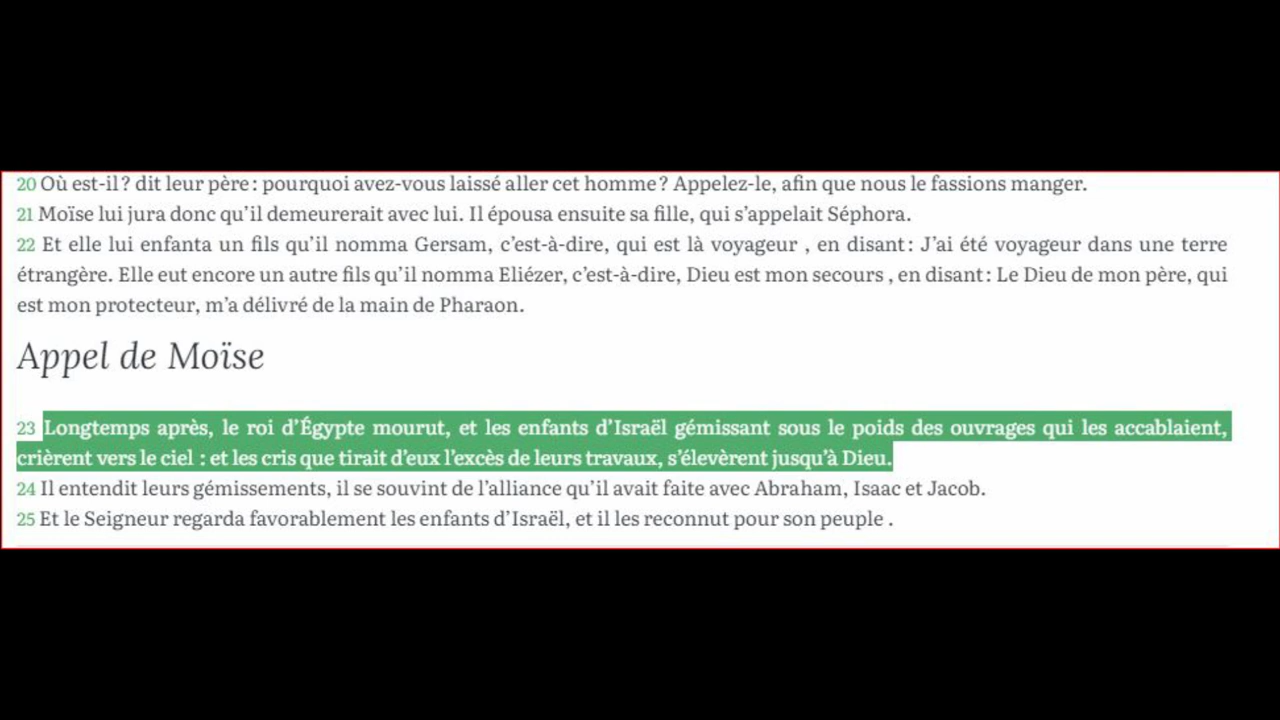 20 Où est-il? dit leur père: pourquoi avez-vous laissé aller cet homme? Appelez-le, afin que nous le fassions manger.
21 Moïse lui jura donc qu’il demeurerait avec lui. Il épousa ensuite sa fille, qui s’appelait Séphora.
22 Et elle lui enfanta un fils qu’il nomma Gersam, c’est-à-dire, qui est là voyageur , en disant: J’ai été voyageur dans une terre
étrangère. Elle eut encore un autre fils qu’il nomma Eliézer, c’est-à-dire, Dieu est mon secours , en disant: Le Dieu de mon père, qui
est mon protecteur, m’a délivré de la main de Pharaon.
Appel de Moïse
23 Longtemps après, le roi d’Égypte mourut, et les enfants d’Israël gémissant sous le poids des ouvrages qui les accablaient,
crièrent vers le ciel : et les cris que tirait d’eux l’excès de leurs travaux, s’élevèrent jusqu’à Dieu.
24 Il entendit leurs gémissements, il se souvint de l’alliance qu’il avait faite avec Abraham, Isaac et Jacob.
25 Et le Seigneur regarda favorablement les enfants d’Israël, et il les reconnut pour son peuple .